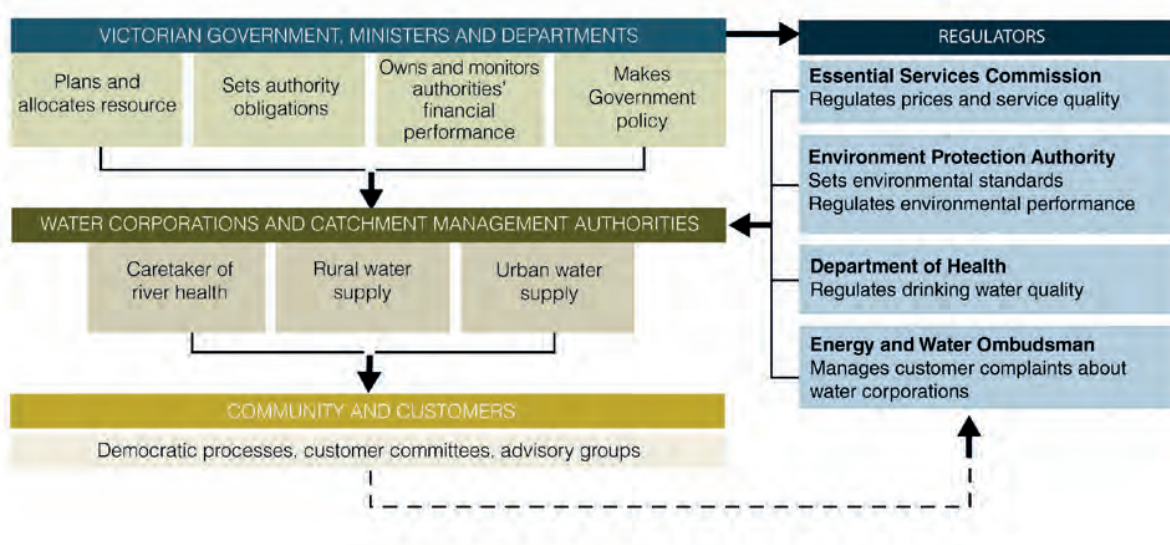 VICTORIAN GOVERNMENT, MINISTERS AND DEPARTMENTS
Plans and
allocates resource
Sets authority
obligations
Owns and monitors
authorities'
financial
performance
Makes
Government
policy
WATER CORPORATIONS AND CATCHMENT MANAGEMENT AUTHORITIES
Caretaker of
river health
Rural water
supply
Urban water
supply
COMMUNITY AND CUSTOMERS
Democratic processes, customer committees, advisory groups
REGULATORS
Essential Services Commission
Regulates prices and service quality
Environment Protection Authority
Sets environmental standards
Regulates environmental performance
Department of Health
Regulates drinking water quality
Energy and Water Ombudsman
Manages customer complaints about
water corporations